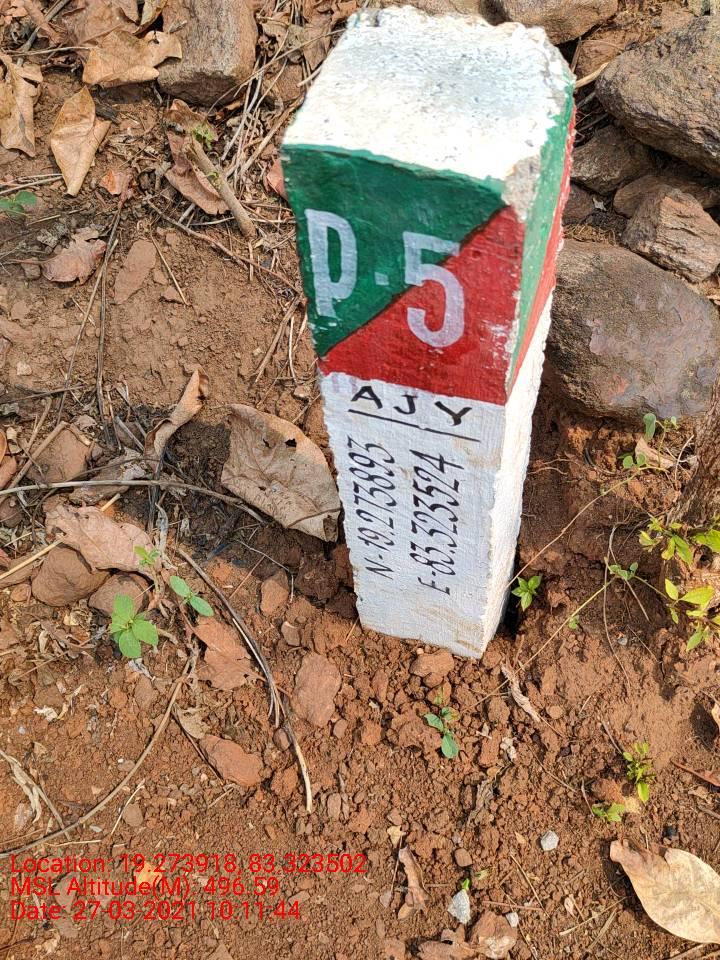 P.5
AJY
N-19.273893
E-83.323524
Location: 19.273918, 83.323502
MSL Altitude(M): 496.59
Date: 27-03-2021 10:11:44